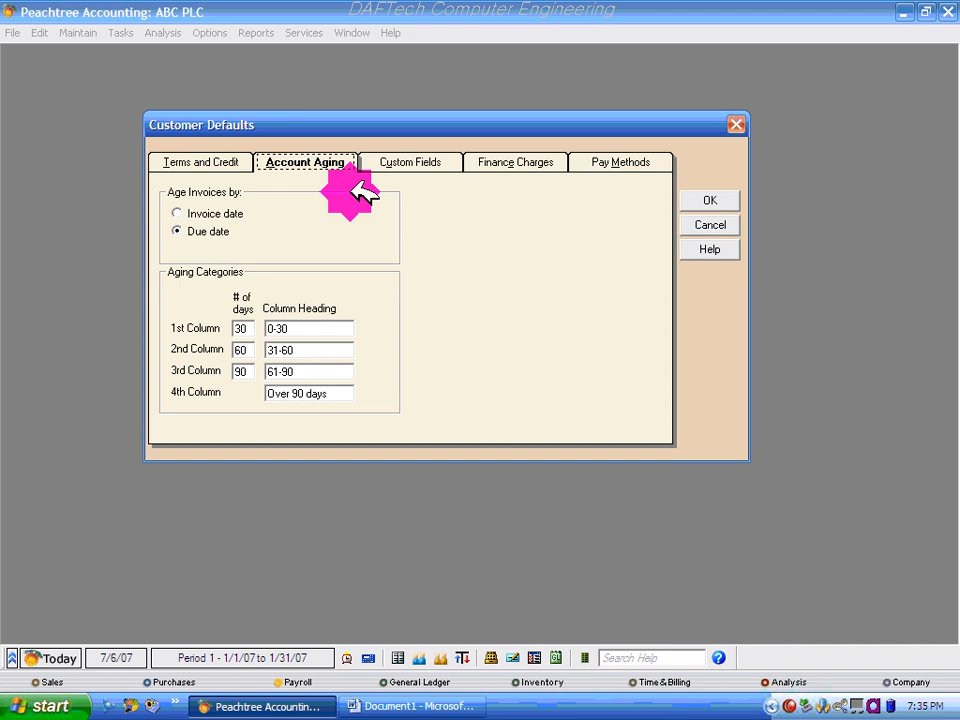 DAFTech Computer Engineering
Peachtree Accounting: ABC PLC
File Edit Maintain Tasks Analysis Options Reports Services Window Help
Customer Defaults
Terms and Credit Account Aging Custom Fields Finance Charges Pay Methods
Age Invoices by:
Invoice date
Due date
OK
Cancel
Help
Aging Categories
# of
days Column Heading
1st Column 30 0-30
2nd Column 60 31-60
3rd Column 90 61-90
4th Column Over 90 days
Today 7/6/07 Period 1 - 1/1/07 to 1/31/07 Search Help
Sales Purchases Payroll General Ledger Inventory Time & Billing Analysis Company
start Peachtree Accountin... Document1 - Microsof... 7:35 PM